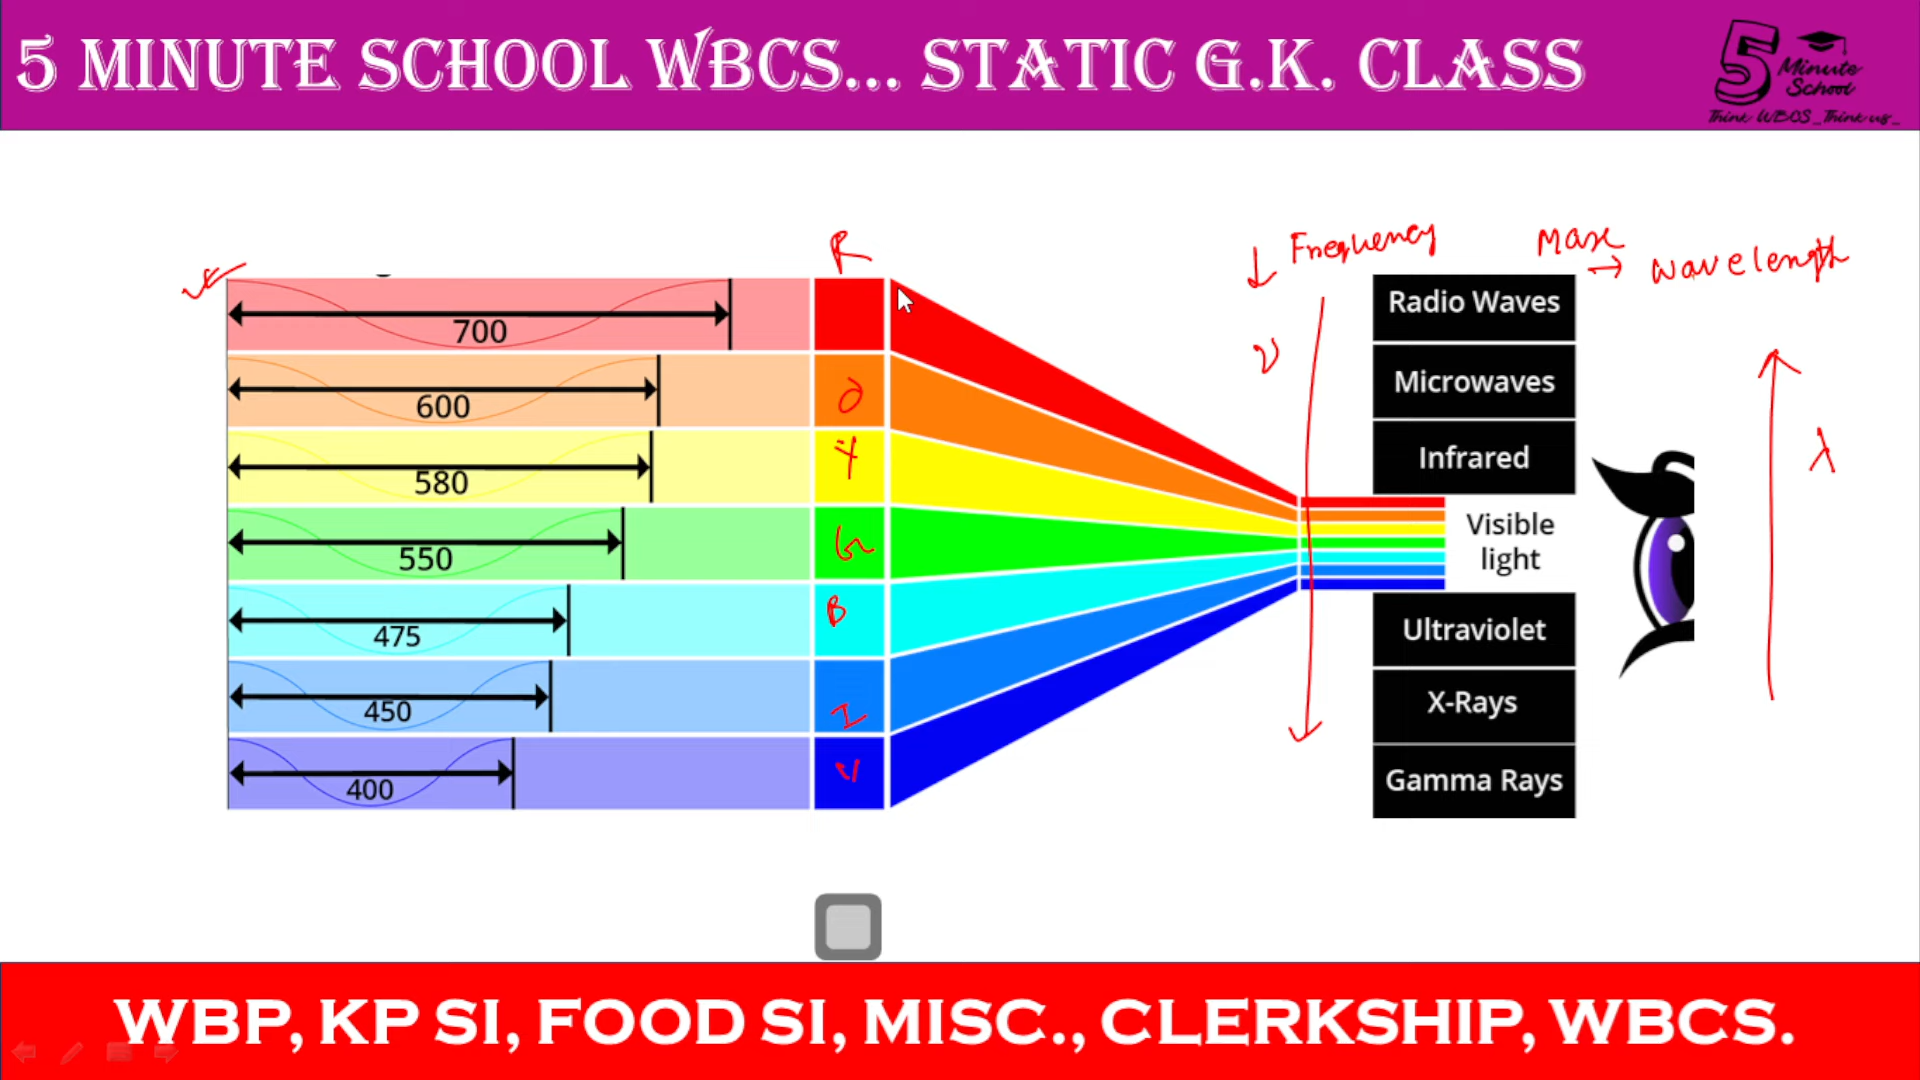 5 MINUTE SCHOOL WBCS... STATIC G.K. CLASS
5 Minute School
Think WBCS_Think us_
R
↓ Frequency
Max → wavelength
700
Radio Waves
ν
600
O
Microwaves
580
Y
Infrared
λ
550
G
Visible
light
475
B
Ultraviolet
450
I
X-Rays
400
V
Gamma Rays
WBP, KP SI, FOOD SI, MISC., CLERKSHIP, WBCS.